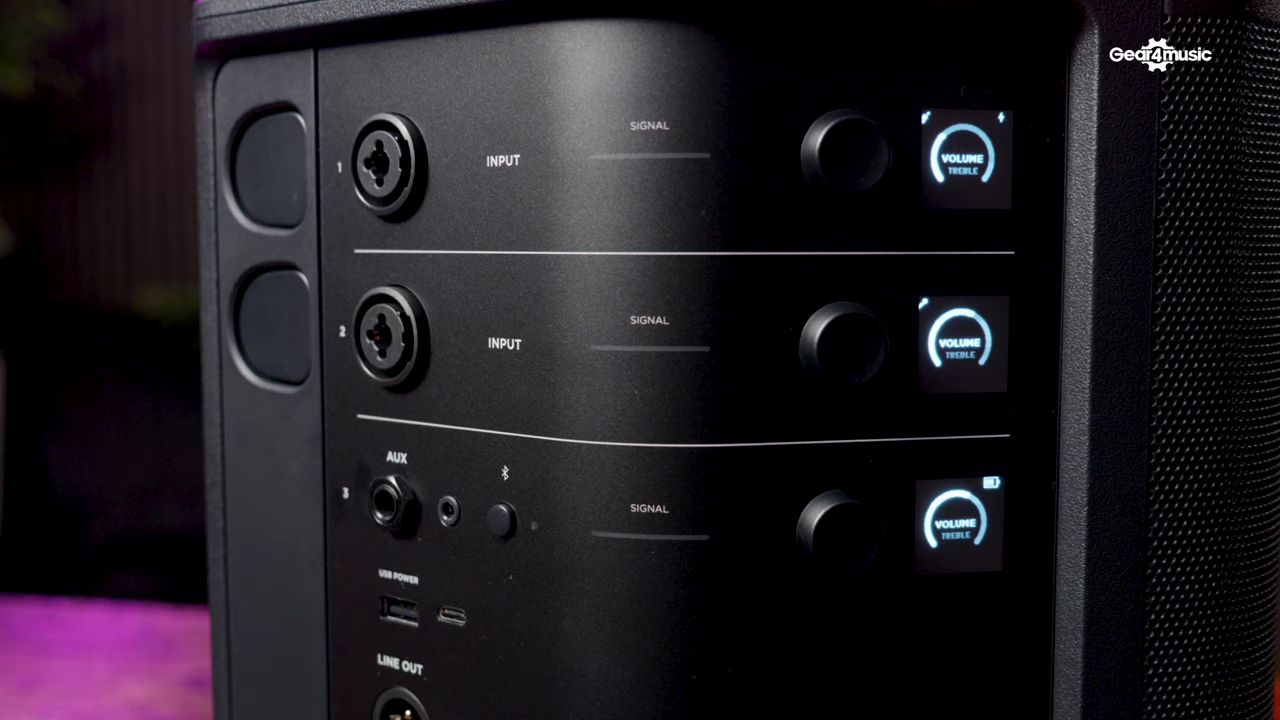 Gear4music
1
INPUT
SIGNAL
VOLUME
TREBLE
2
INPUT
SIGNAL
VOLUME
TREBLE
AUX
3
SIGNAL
VOLUME
TREBLE
USB POWER
LINE OUT